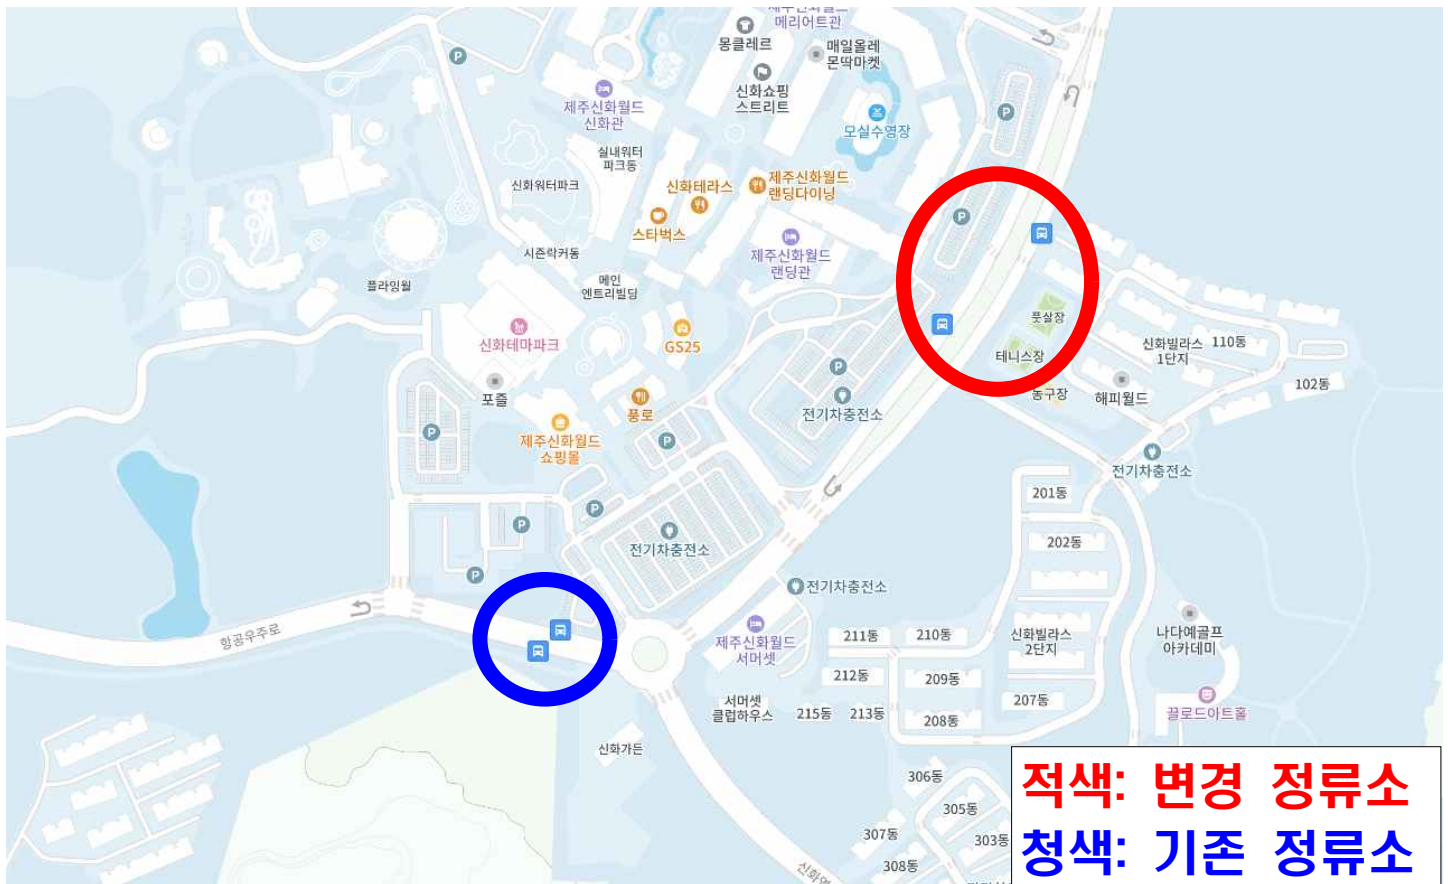 제주신화월드
메리어트관
몽클레르
매일올레
몬딱마켓
신화쇼핑
스트리트
제주신화월드
신화관
모실수영장
실내워터
파크동
신화워터파크
신화테라스
제주신화월드
랜딩다이닝
스타벅스
시즌락커동
제주신화월드
랜딩관
메인
엔트리빌딩
플라잉월
신화테마파크
GS25
풋살장
테니스장
신화빌라스
1단지
110동
102동
농구장
해피월드
포즐
풍로
전기차충전소
제주신화월드
쇼핑몰
전기차충전소
201동
202동
전기차충전소
전기차충전소
항공우주로
제주신화월드
서머셋
211동
210동
신화빌라스
2단지
나다예골프
아카데미
212동
209동
서머셋
클럽하우스
215동
213동
208동
207동
끌로드아트홀
신화가든
306동
305동
307동
303동
308동
P
P
P
P
P
P
P
P
P
적색: 변경 정류소
청색: 기존 정류소